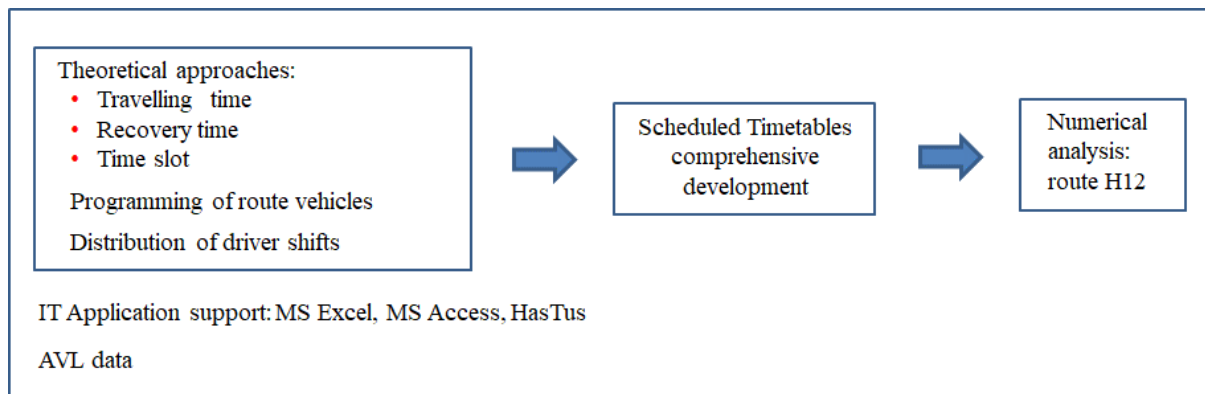 Theoretical approaches:
• Travelling time
• Recovery time
• Time slot
Programming of route vehicles
Distribution of driver shifts
Scheduled Timetables
comprehensive
development
Numerical
analysis:
route H12
IT Application support: MS Excel, MS Access, HasTus
AVL data